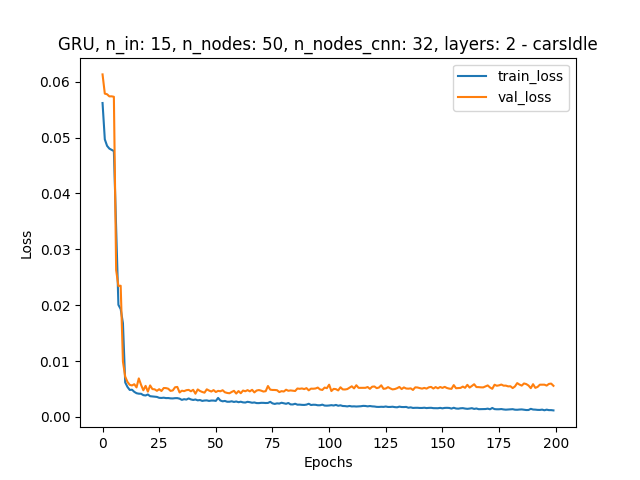 GRU, n_in: 15, n_nodes: 50, n_nodes_cnn: 32, layers: 2 - carsIdle
train_loss
val_loss
0.06
0.05
0.04
0.03
0.02
0.01
0.00
Loss
0 25 50 75 100 125 150 175 200
Epochs